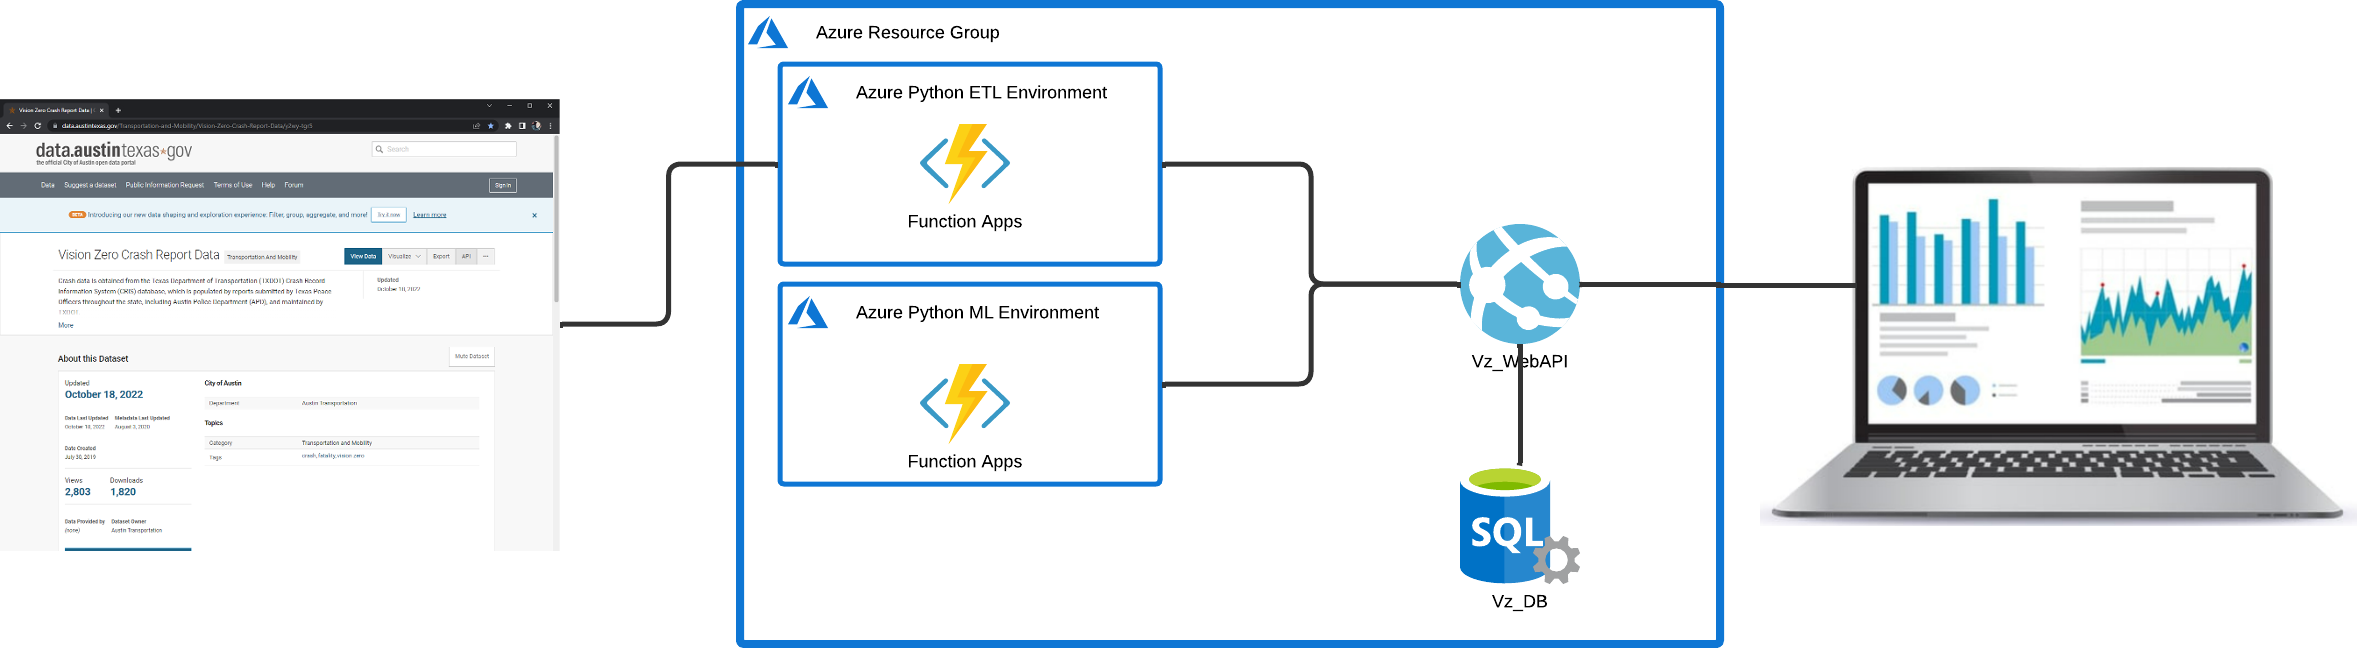 Azure Resource Group
Azure Python ETL Environment
Function Apps
Azure Python ML Environment
Function Apps
Vz_WebAPI
SQL
Vz_DB
Vision Zero Crash Report Data |
data.austintexas.gov/Transportation-and-Mobility/Vision-Zero-Crash-Report-Data/y2wy-tgr5
data.austintexas*gov
the official City of Austin open data portal
Search
Data Suggest a dataset Public Information Request Terms of Use Help Forum Sign In
BETA Introducing our new data shaping and exploration experience: Filter, group, aggregate, and more! Learn more
Vision Zero Crash Report Data Transportation And Mobility View Data Visualize Export API
Crash data is obtained from the Texas Department of Transportation (TXDOT) Crash Record
Information System (CRIS) database, which is populated by reports submitted by Texas Peace
Officers throughout the state, including Austin Police Department (APD), and maintained by
TXDOT.
More
Updated
October 18, 2022
About this Dataset
Mute Dataset
Updated
October 18, 2022
Data Last Updated Metadata Last Updated
October 18, 2022
Date Created
July 30, 2019
Views Downloads
2,803 1,820
Data Provided by Dataset Owner
(none) Austin Transportation
City of Austin
Department Austin Transportation
Topics
Category Transportation and Mobility
Tags crash, fatality, vision zero